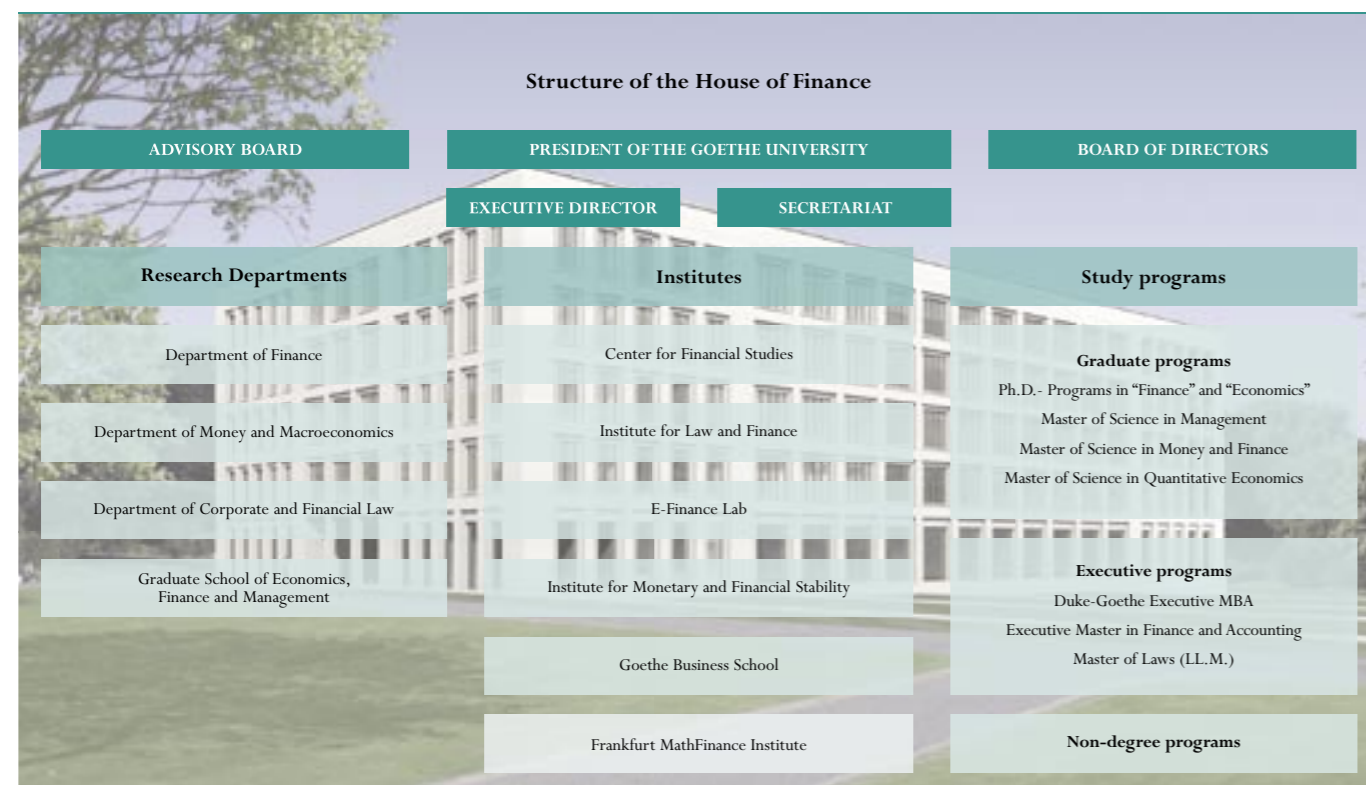 Structure of the House of Finance
ADVISORY BOARD
PRESIDENT OF THE GOETHE UNIVERSITY
BOARD OF DIRECTORS
EXECUTIVE DIRECTOR
SECRETARIAT
Research Departments
Department of Finance
Department of Money and Macroeconomics
Department of Corporate and Financial Law
Graduate School of Economics,
Finance and Management
Institutes
Center for Financial Studies
Institute for Law and Finance
E-Finance Lab
Institute for Monetary and Financial Stability
Goethe Business School
Frankfurt MathFinance Institute
Study programs
Graduate programs
Ph.D.- Programs in “Finance” and “Economics”
Master of Science in Management
Master of Science in Money and Finance
Master of Science in Quantitative Economics
Executive programs
Duke-Goethe Executive MBA
Executive Master in Finance and Accounting
Master of Laws (LL.M.)
Non-degree programs